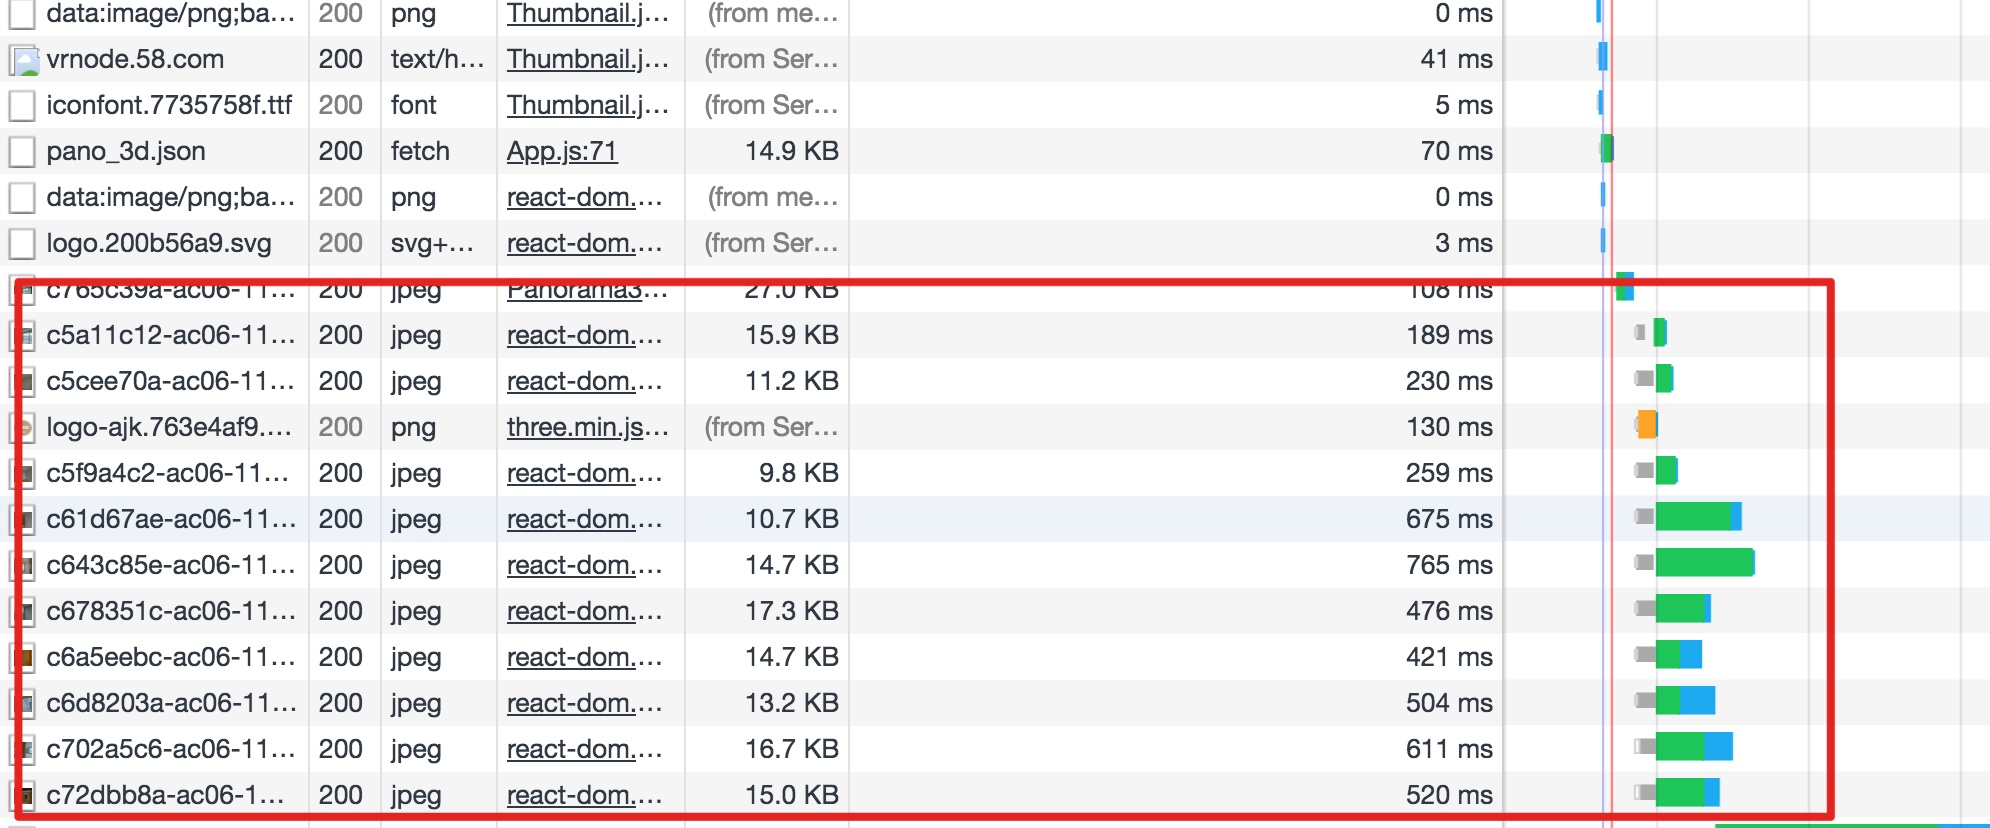 data:image/png;ba... 200 png Thumbnail.j... (from me... 0 ms
vrnode.58.com 200 text/h... Thumbnail.j... (from Ser... 41 ms
iconfont.7735758f.ttf 200 font Thumbnail.j... (from Ser... 5 ms
pano_3d.json 200 fetch App.js:71 14.9 KB 70 ms
data:image/png;ba... 200 png react-dom.... (from me... 0 ms
logo.200b56a9.svg 200 svg+... react-dom.... (from Ser... 3 ms
c765c39a-ac06-11... 200 jpeg Panorama3... 27.0 KB 108 ms
c5a11c12-ac06-11... 200 jpeg react-dom.... 15.9 KB 189 ms
c5cee70a-ac06-11... 200 jpeg react-dom.... 11.2 KB 230 ms
logo-ajk.763e4af9.... 200 png three.min.js... (from Ser... 130 ms
c5f9a4c2-ac06-11... 200 jpeg react-dom.... 9.8 KB 259 ms
c61d67ae-ac06-11... 200 jpeg react-dom.... 10.7 KB 675 ms
c643c85e-ac06-11... 200 jpeg react-dom.... 14.7 KB 765 ms
c678351c-ac06-11... 200 jpeg react-dom.... 17.3 KB 476 ms
c6a5eebc-ac06-11... 200 jpeg react-dom.... 14.7 KB 421 ms
c6d8203a-ac06-11... 200 jpeg react-dom.... 13.2 KB 504 ms
c702a5c6-ac06-11... 200 jpeg react-dom.... 16.7 KB 611 ms
c72dbb8a-ac06-1... 200 jpeg react-dom.... 15.0 KB 520 ms